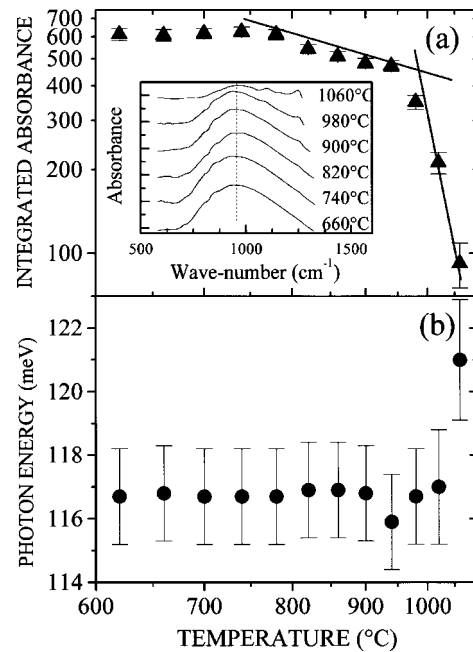 700
600
500
400
300
200
100
INTEGRATED ABSORBANCE
(a)
Absorbance
1060°C
980°C
900°C
820°C
740°C
660°C
500
1000
1500
Wave-number (cm⁻¹)
(b)
122
120
118
116
114
PHOTON ENERGY (meV)
600
700
800
900
1000
TEMPERATURE (°C)